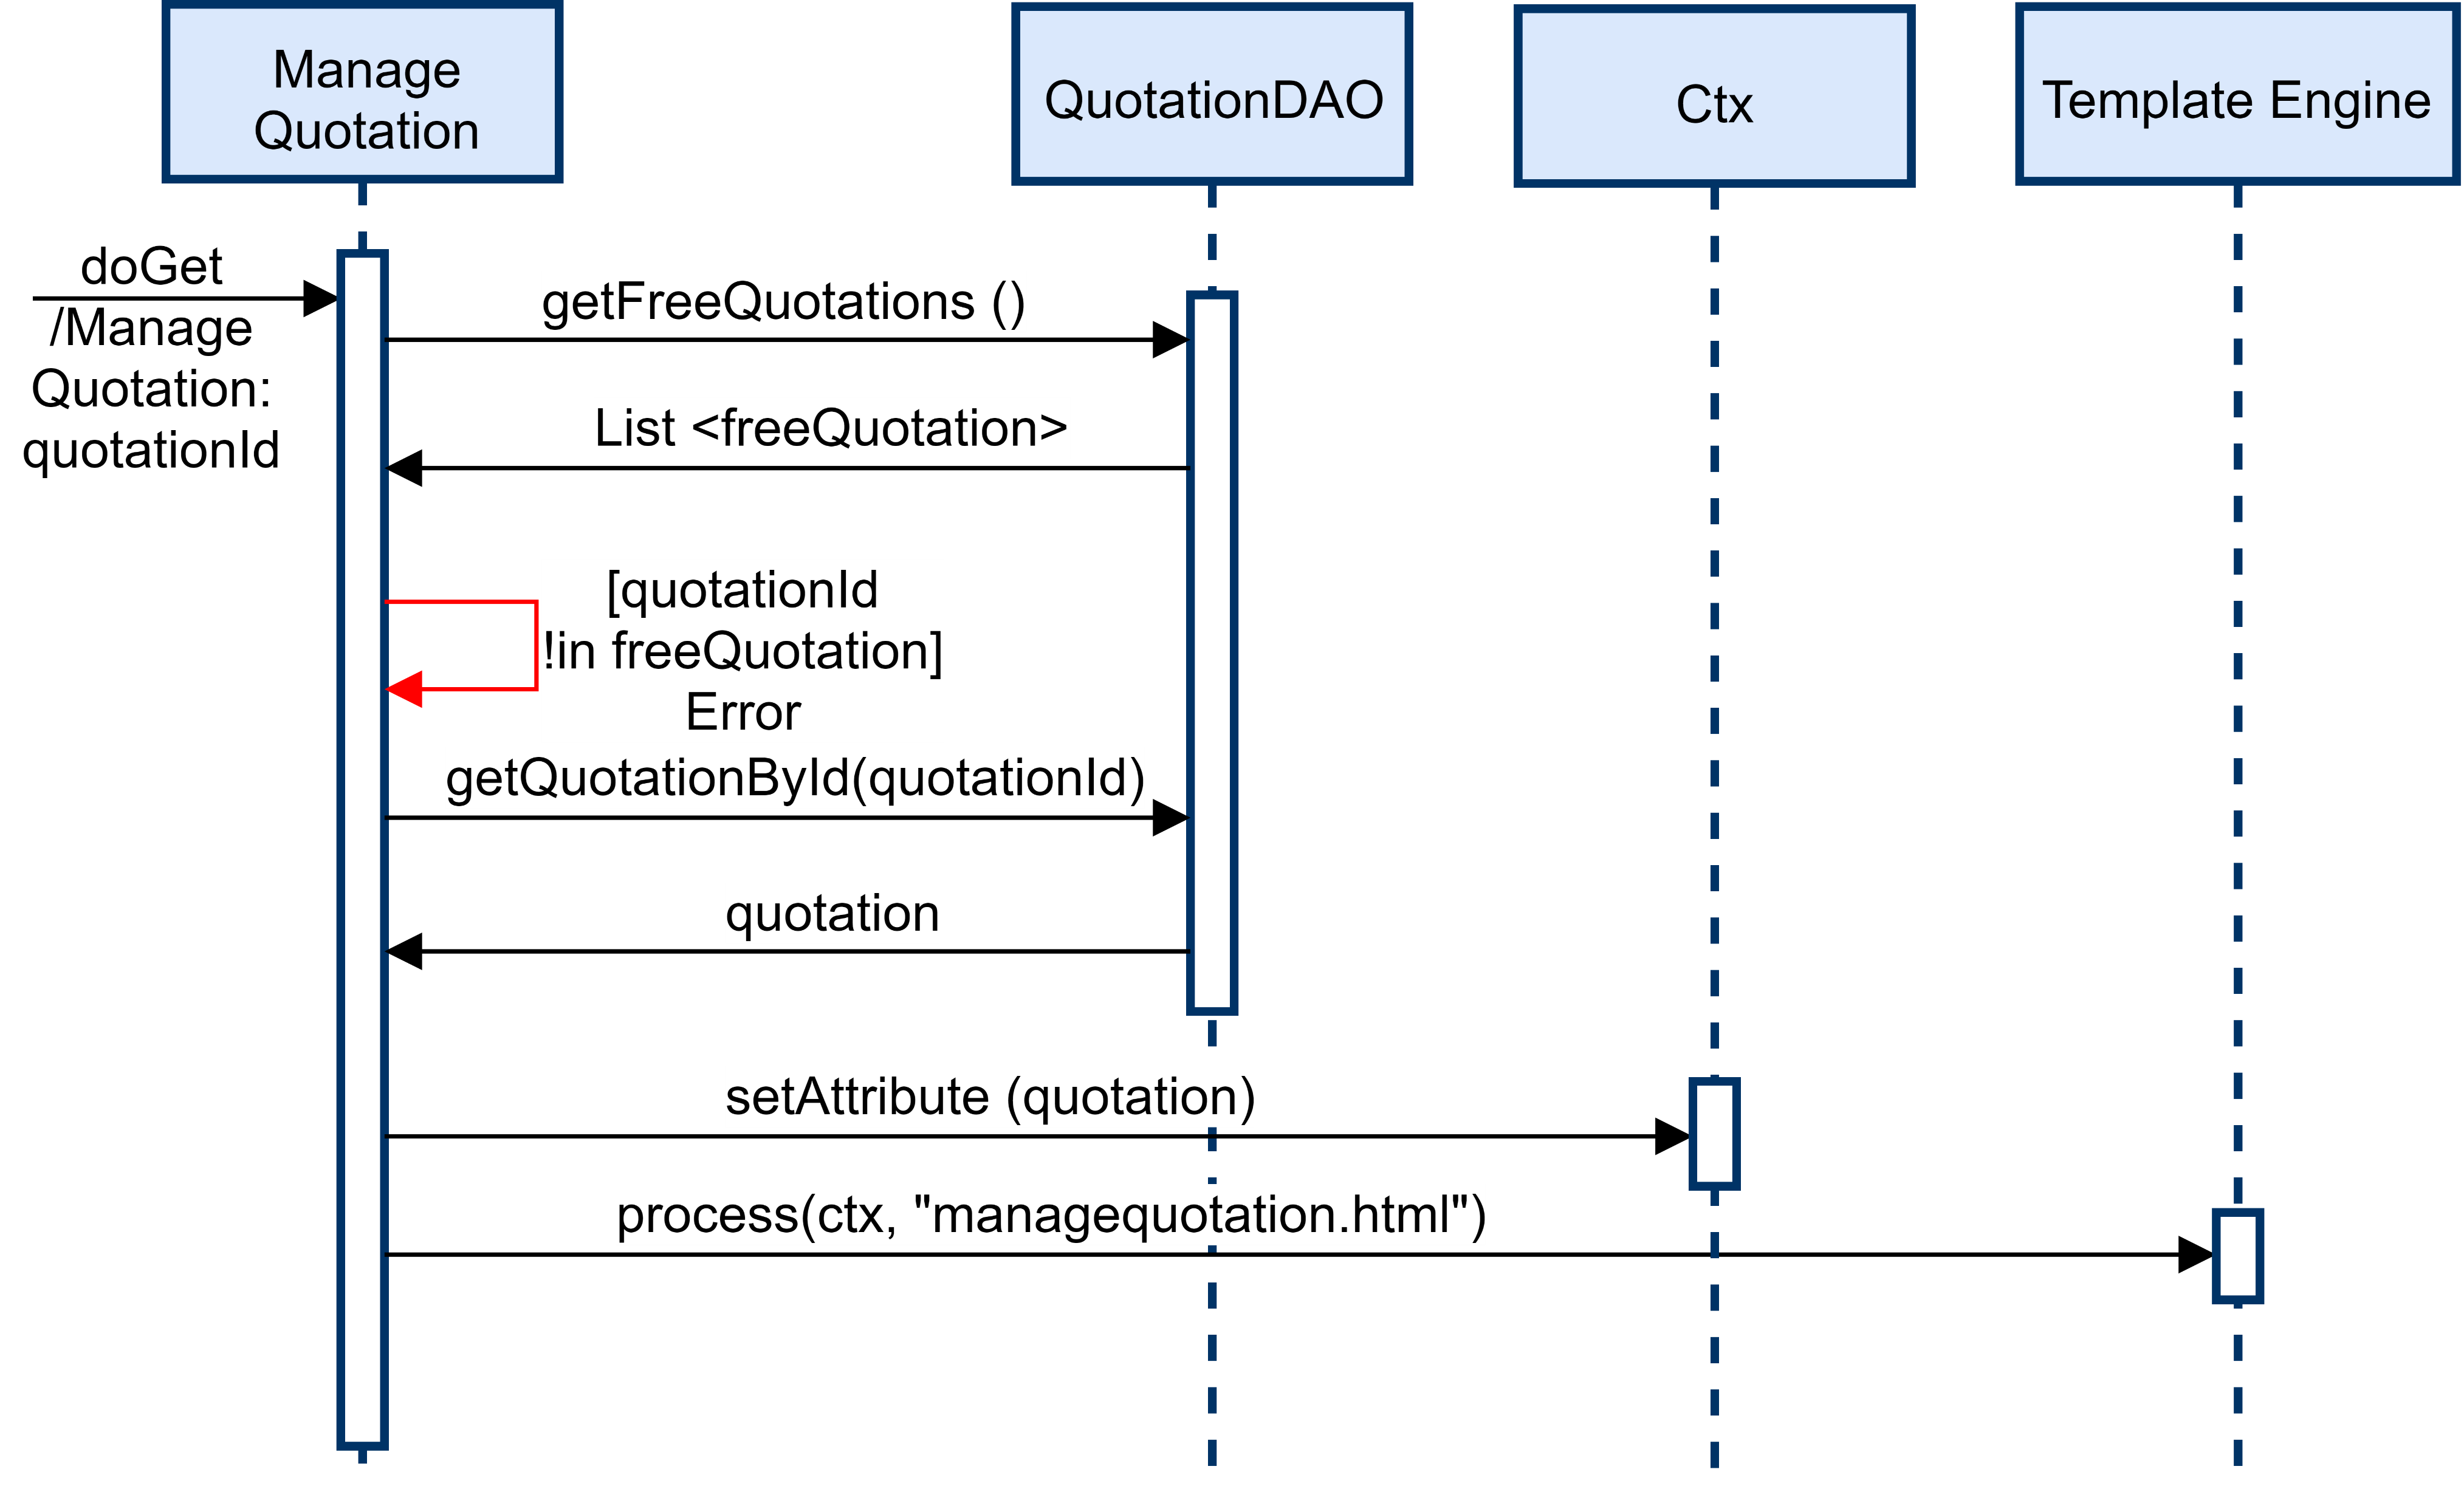 Manage
Quotation
QuotationDAO
Ctx
Template Engine
doGet
/Manage
Quotation:
quotationId
getFreeQuotations ()
List <freeQuotation>
[quotationId
!in freeQuotation]
Error
getQuotationById(quotationId)
quotation
setAttribute (quotation)
process(ctx, "managequotation.html")